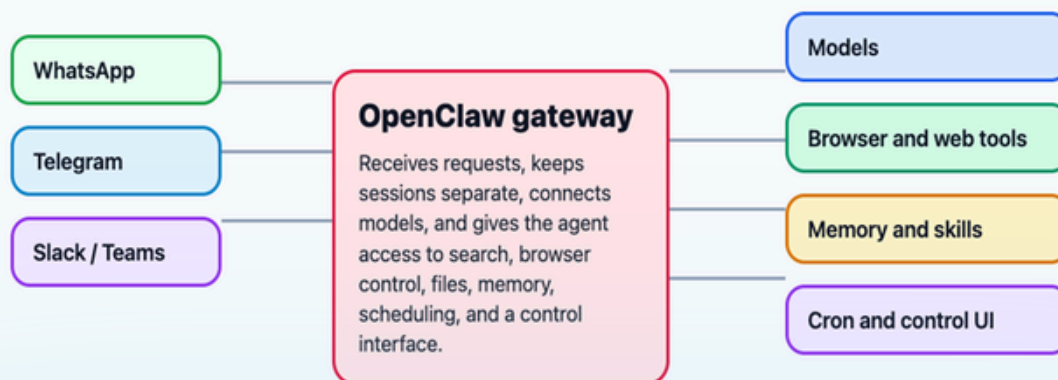 WhatsApp
Telegram
Slack / Teams
OpenClaw gateway
Receives requests, keeps
sessions separate, connects
models, and gives the agent
access to search, browser
control, files, memory,
scheduling, and a control
interface.
Models
Browser and web tools
Memory and skills
Cron and control UI